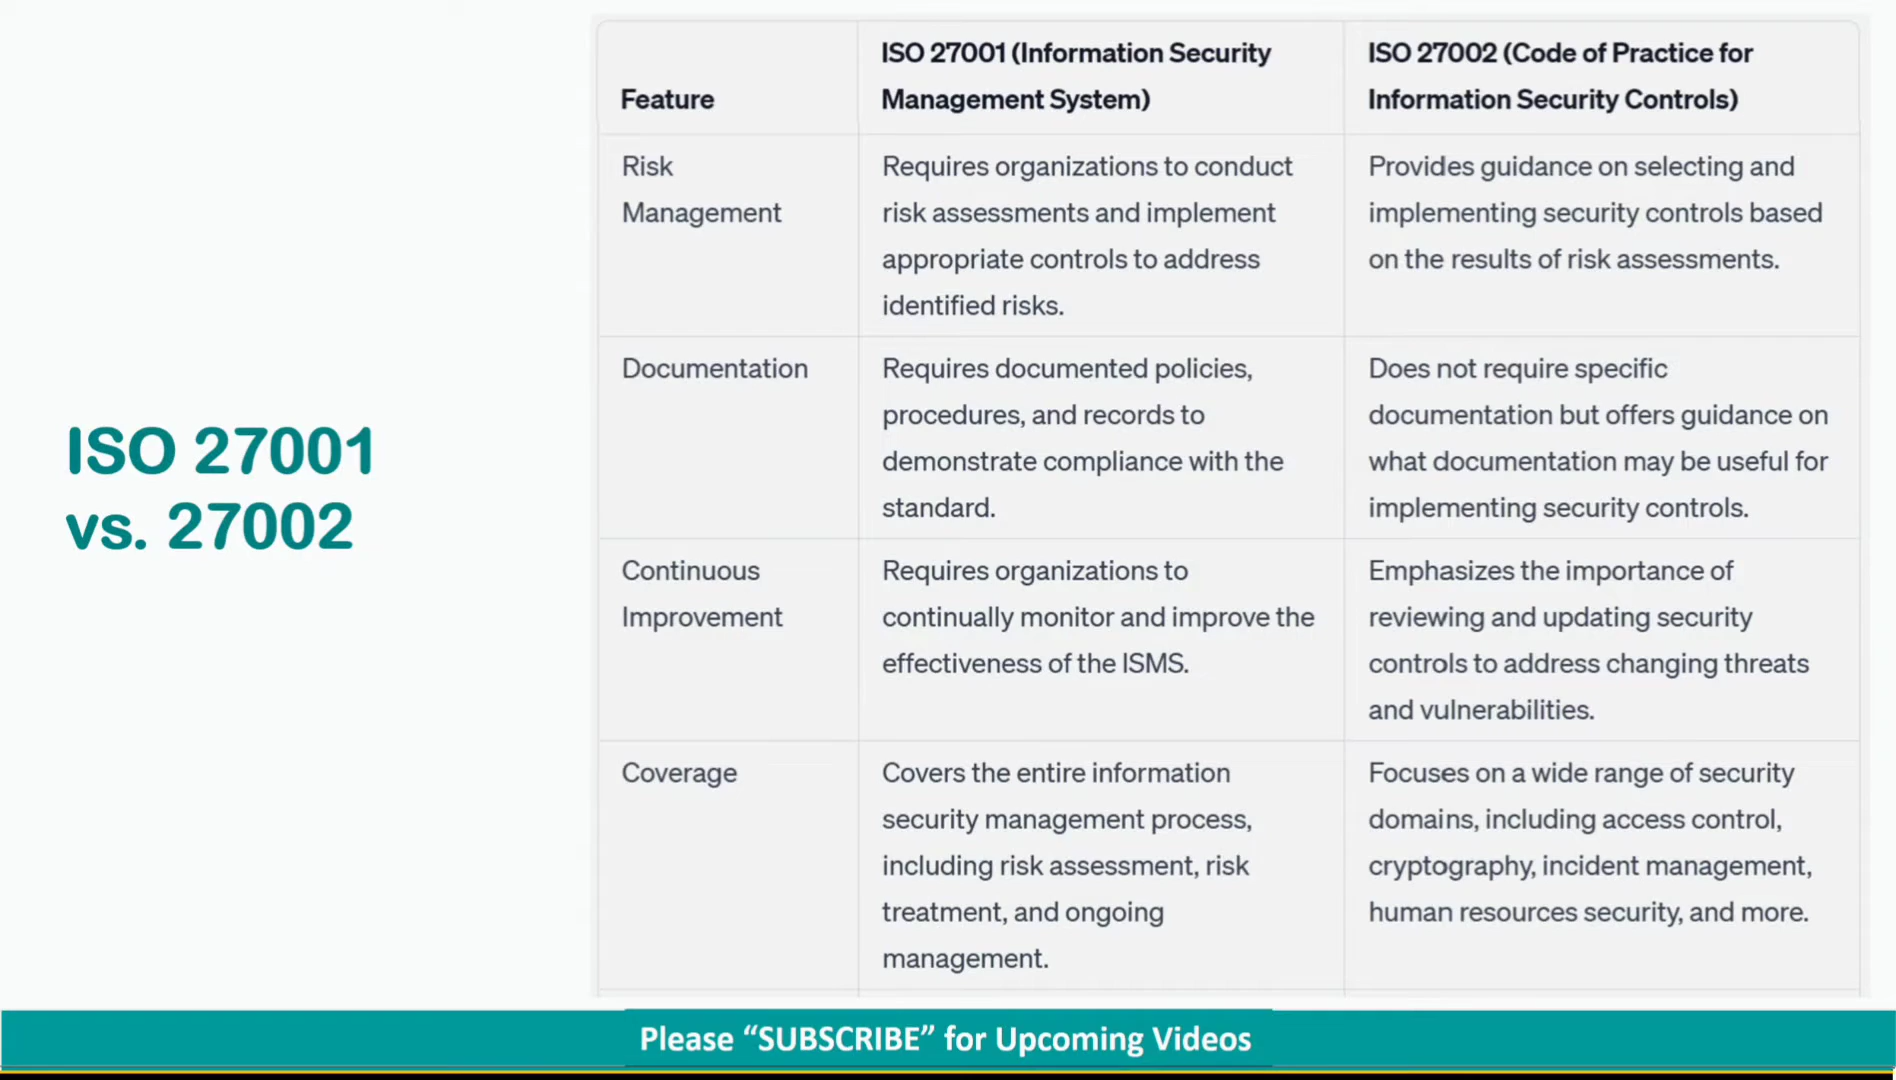 ISO 27001
vs. 27002
Feature
ISO 27001 (Information Security
Management System)
ISO 27002 (Code of Practice for
Information Security Controls)
Risk
Management
Requires organizations to conduct
risk assessments and implement
appropriate controls to address
identified risks.
Provides guidance on selecting and
implementing security controls based
on the results of risk assessments.
Documentation
Requires documented policies,
procedures, and records to
demonstrate compliance with the
standard.
Does not require specific
documentation but offers guidance on
what documentation may be useful for
implementing security controls.
Continuous
Improvement
Requires organizations to
continually monitor and improve the
effectiveness of the ISMS.
Emphasizes the importance of
reviewing and updating security
controls to address changing threats
and vulnerabilities.
Coverage
Covers the entire information
security management process,
including risk assessment, risk
treatment, and ongoing
management.
Focuses on a wide range of security
domains, including access control,
cryptography, incident management,
human resources security, and more.
Please “SUBSCRIBE” for Upcoming Videos